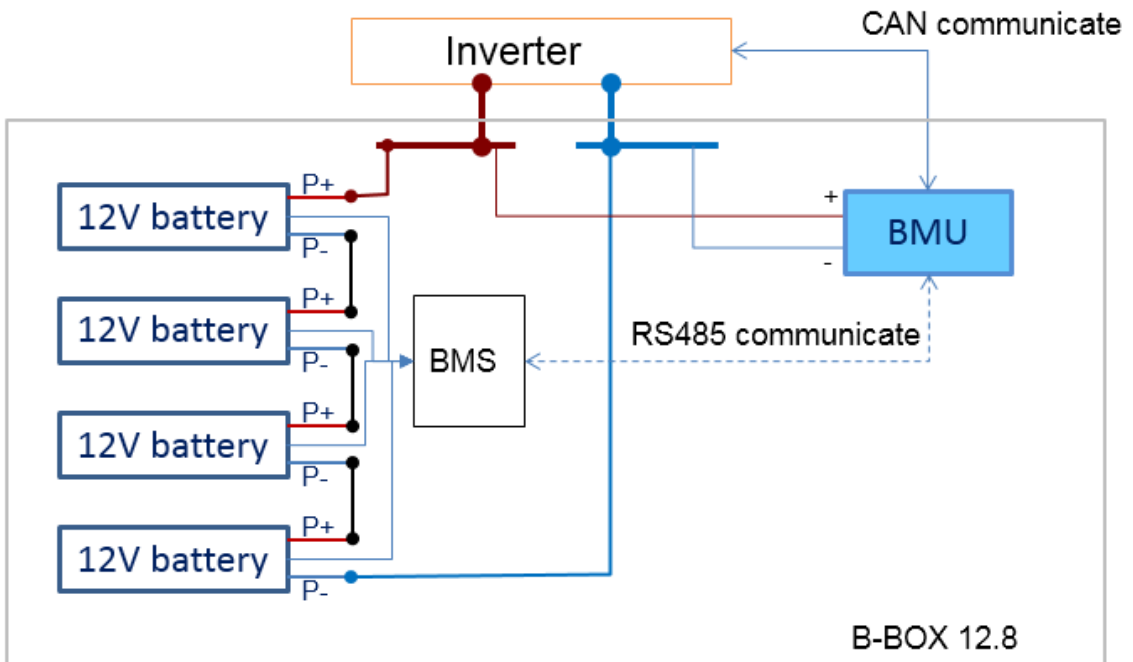 CAN communicate
Inverter
P+
12V battery
P-
+
BMU
-
P+
12V battery
P-
RS485 communicate
BMS
P+
12V battery
P-
P+
12V battery
P-
B-BOX 12.8